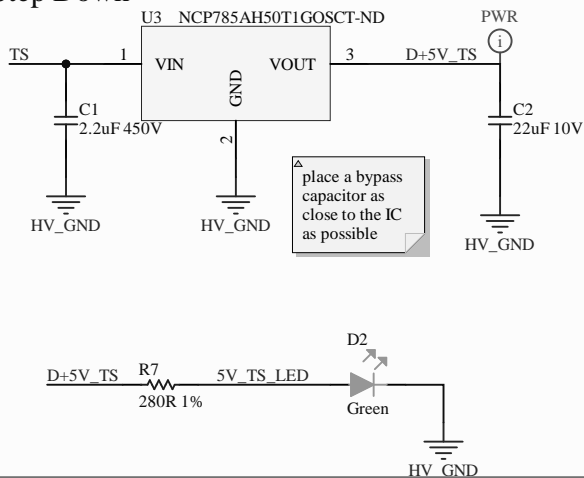 U3 NCP785AH50T1GOSCT-ND
PWR
i
TS
1
VIN
VOUT
3
D+5V_TS
GND
2
C1
2.2uF 450V
C2
22uF 10V
HV_GND
HV_GND
HV_GND
place a bypass
capacitor as
close to the IC
as possible
D+5V_TS
R7
280R 1%
5V_TS_LED
D2
Green
HV_GND